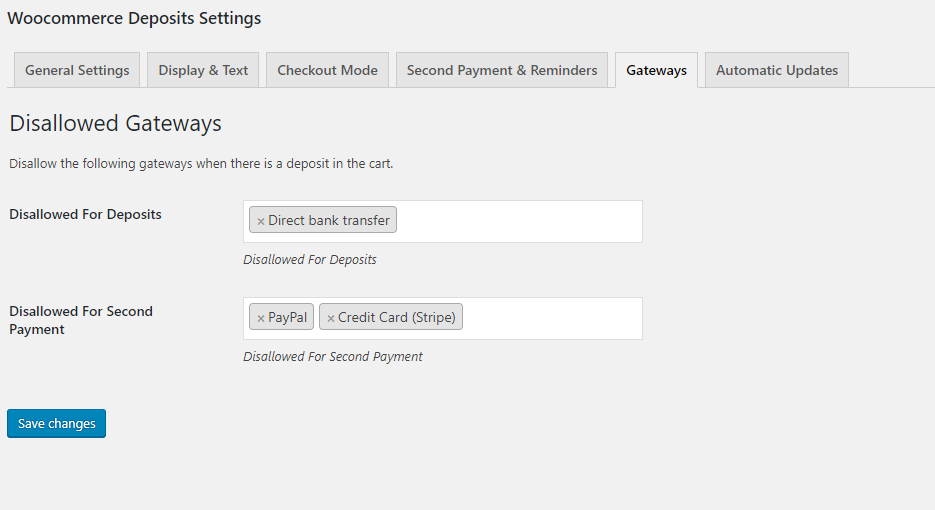 Woocommerce Deposits Settings
General Settings
Display & Text
Checkout Mode
Second Payment & Reminders
Gateways
Automatic Updates
Disallowed Gateways
Disallow the following gateways when there is a deposit in the cart.
Disallowed For Deposits
× Direct bank transfer
Disallowed For Deposits
Disallowed For Second
Payment
× PayPal × Credit Card (Stripe)
Disallowed For Second Payment
Save changes